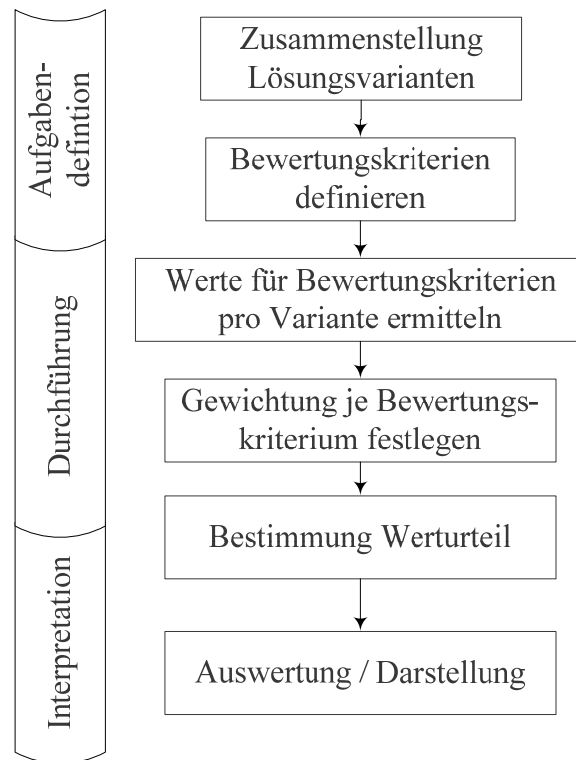 Aufgaben-
defintion
Zusammenstellung
Lösungsvarianten
Bewertungskriterien
definieren
Durchführung
Werte für Bewertungskriterien
pro Variante ermitteln
Gewichtung je Bewertungs-
kriterium festlegen
Bestimmung Werturteil
Interpretation
Auswertung / Darstellung